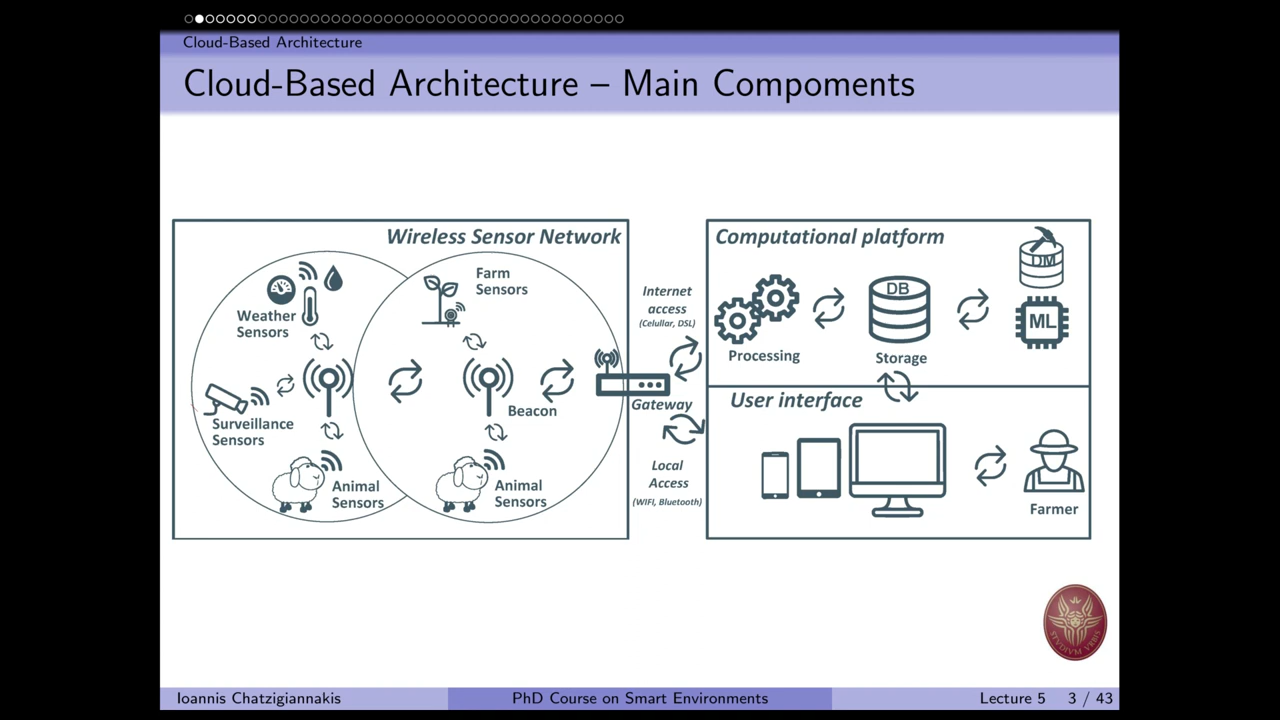 Cloud-Based Architecture
Cloud-Based Architecture – Main Compoments
Wireless Sensor Network
Farm
Sensors
Weather
Sensors
Surveillance
Sensors
Beacon
Animal
Sensors
Animal
Sensors
Internet
access
(Celullar, DSL)
Gateway
Local
Access
(WIFI, Bluetooth)
Computational platform
DM
DB
ML
Processing
Storage
User interface
Farmer
STVDIVM VRBIS
Ioannis Chatzigiannakis
PhD Course on Smart Environments
Lecture 5
3 / 43